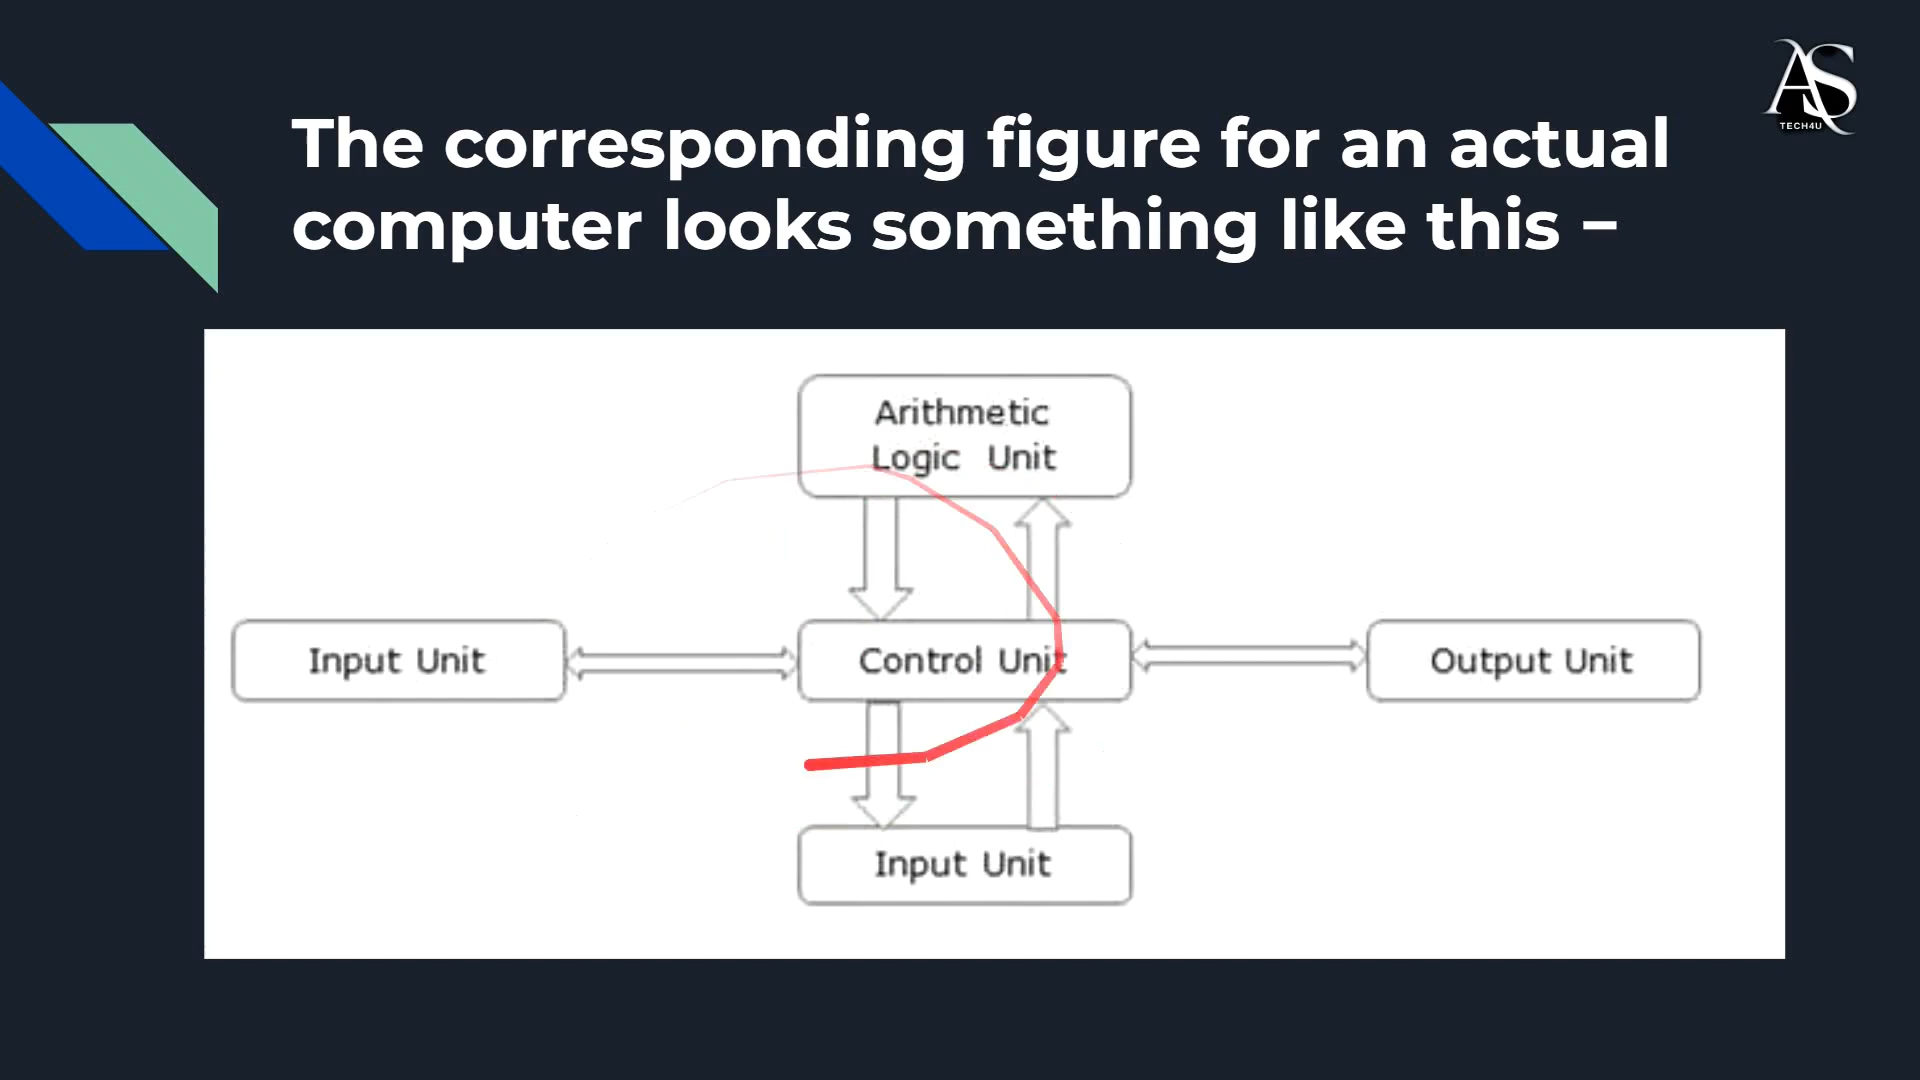 AS
TECH4U
The corresponding figure for an actual
computer looks something like this –
Arithmetic
Logic Unit
Input Unit
Control Unit
Output Unit
Input Unit